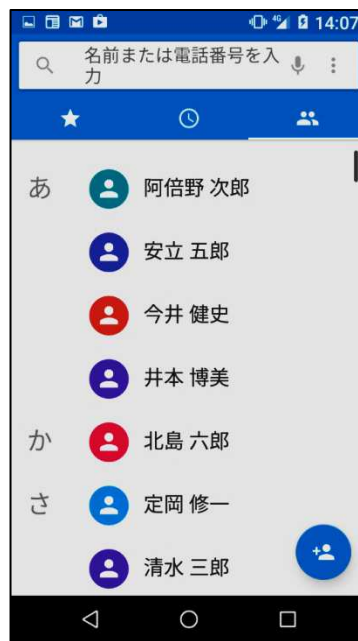 4G 14:07
名前または電話番号を入
力
あ 阿倍野 次郎
安立 五郎
今井 健史
井本 博美
か 北島 六郎
さ 定岡 修一
清水 三郎